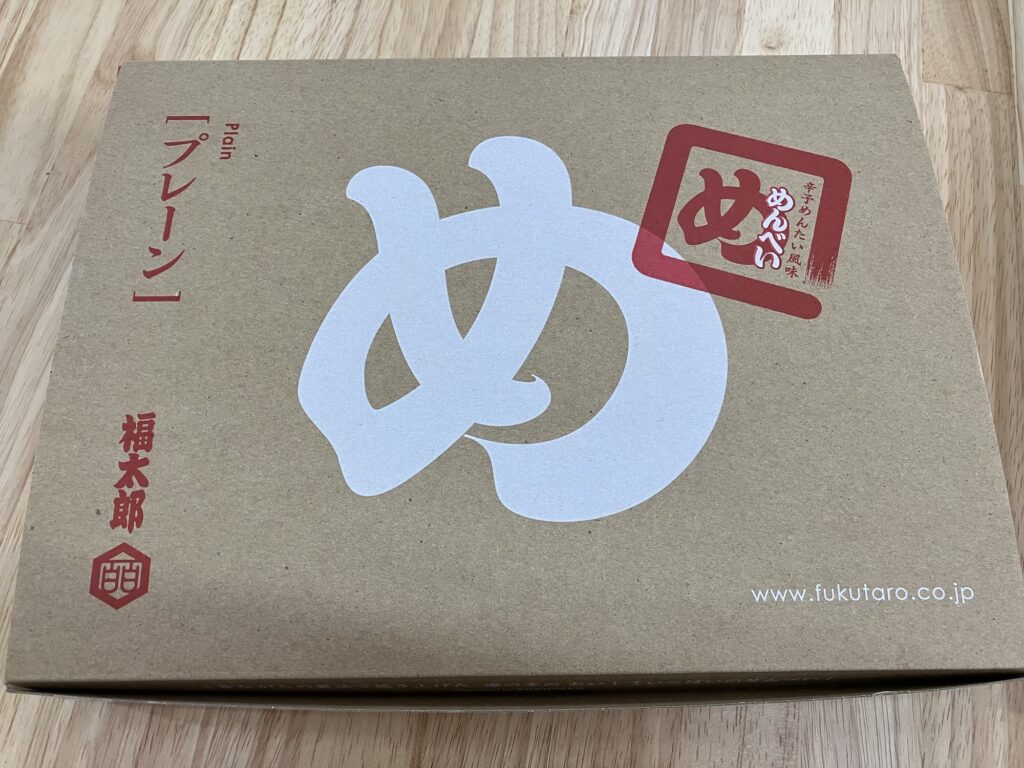 Plain
[プレーン]
め
辛子めんたい風味
めんべい
め
福太郎
www.fukutaro.co.jp